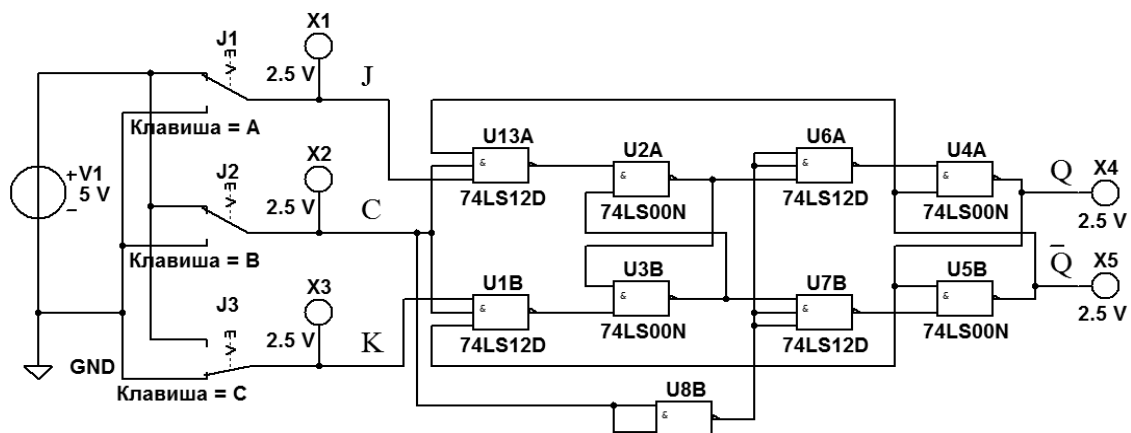 X1
J1
2.5 V
J
Клавиша = A
X2
J2
2.5 V
C
Клавиша = B
+ V1
5 V
−
X3
J3
2.5 V
K
GND
Клавиша = C
U13A
&
74LS12D
U2A
&
74LS00N
U6A
&
74LS12D
U4A
&
74LS00N
Q
X4
2.5 V
U1B
&
74LS12D
U3B
&
74LS00N
U7B
&
74LS12D
U5B
&
74LS00N
Q̅
X5
2.5 V
U8B
&